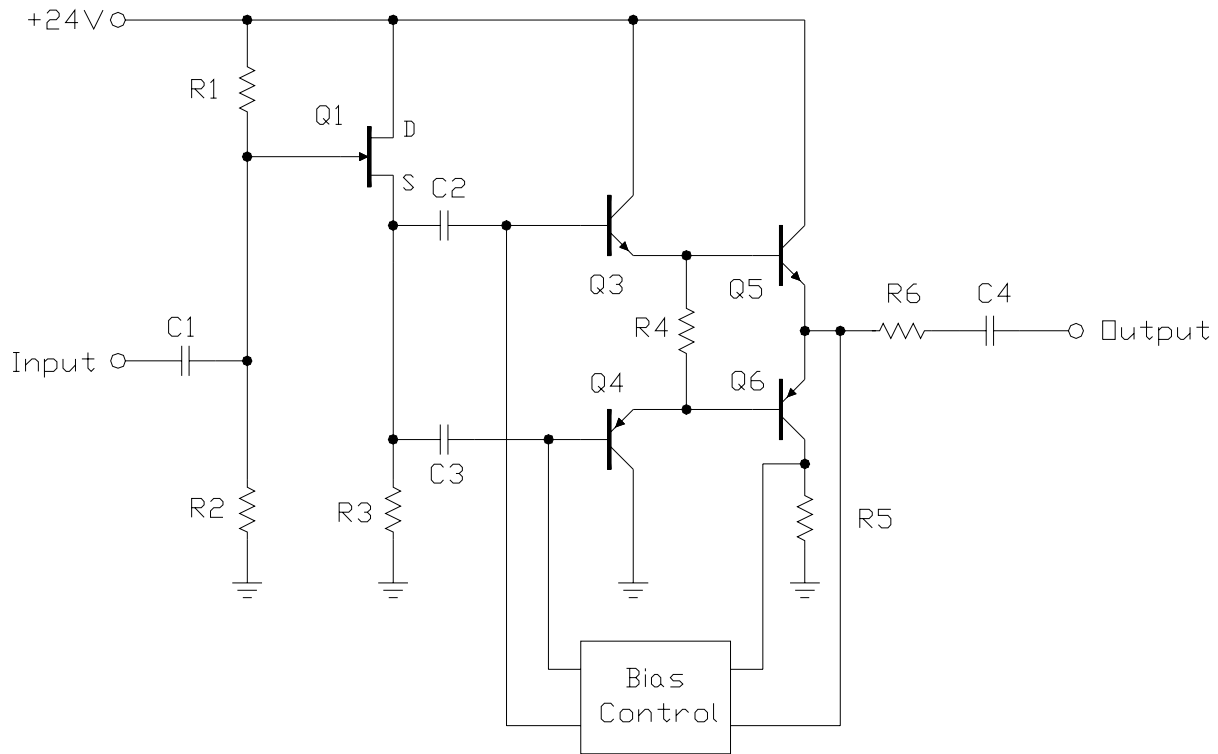 +24V
R1
Q1
D
S
C2
Q3
Q5
R6
C4
Output
C1
R4
Input
Q4
Q6
C3
R2
R3
R5
Bias
Control